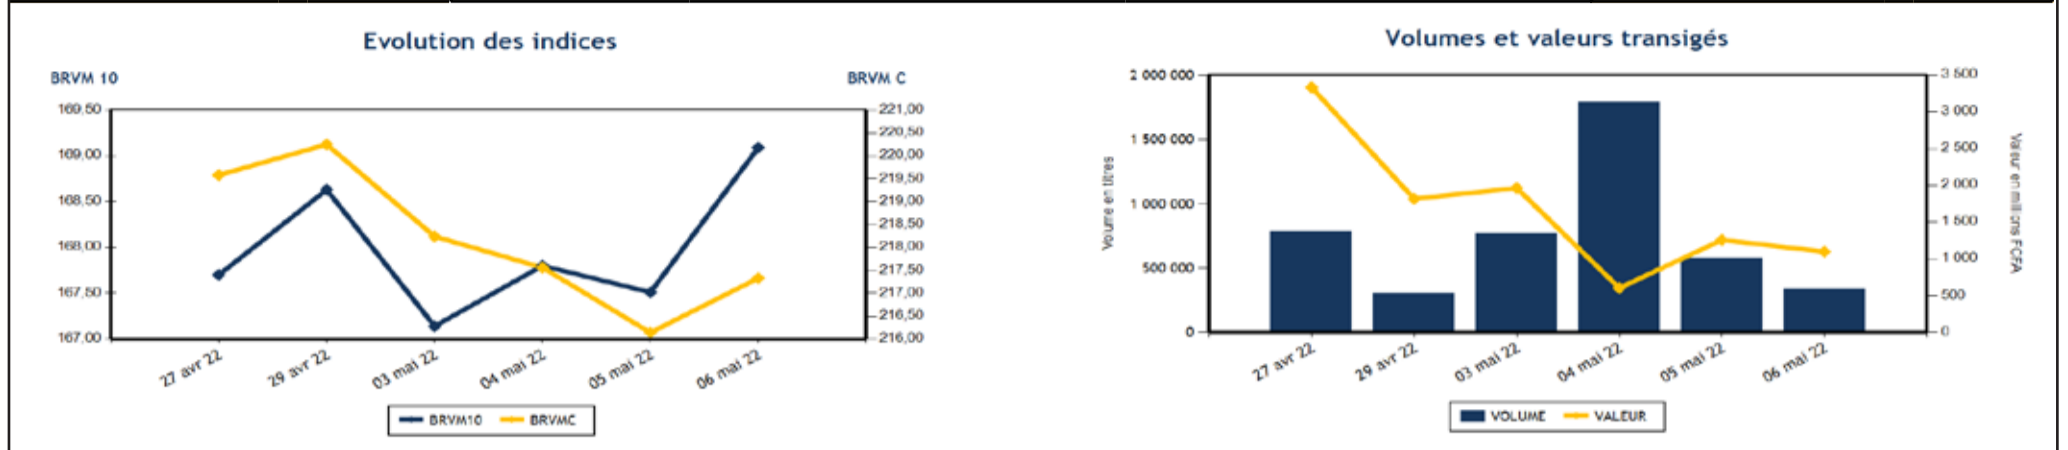 Evolution des indices
BRVM 10
BRVM C
169,50
169,00
168,50
168,00
167,50
167,00
221,00
220,50
220,00
219,50
219,00
218,50
218,00
217,50
217,00
216,50
216,00
27 avr 22
29 avr 22
03 mai 22
04 mai 22
05 mai 22
06 mai 22
BRVM10 BRVMC
Volumes et valeurs transigés
Volume en titres
2 000 000
1 500 000
1 000 000
500 000
0
3 500
3 000
2 500
2 000
1 500
1 000
500
0
Valeur en millions FCFA
27 avr 22
29 avr 22
03 mai 22
04 mai 22
05 mai 22
06 mai 22
VOLUME VALEUR